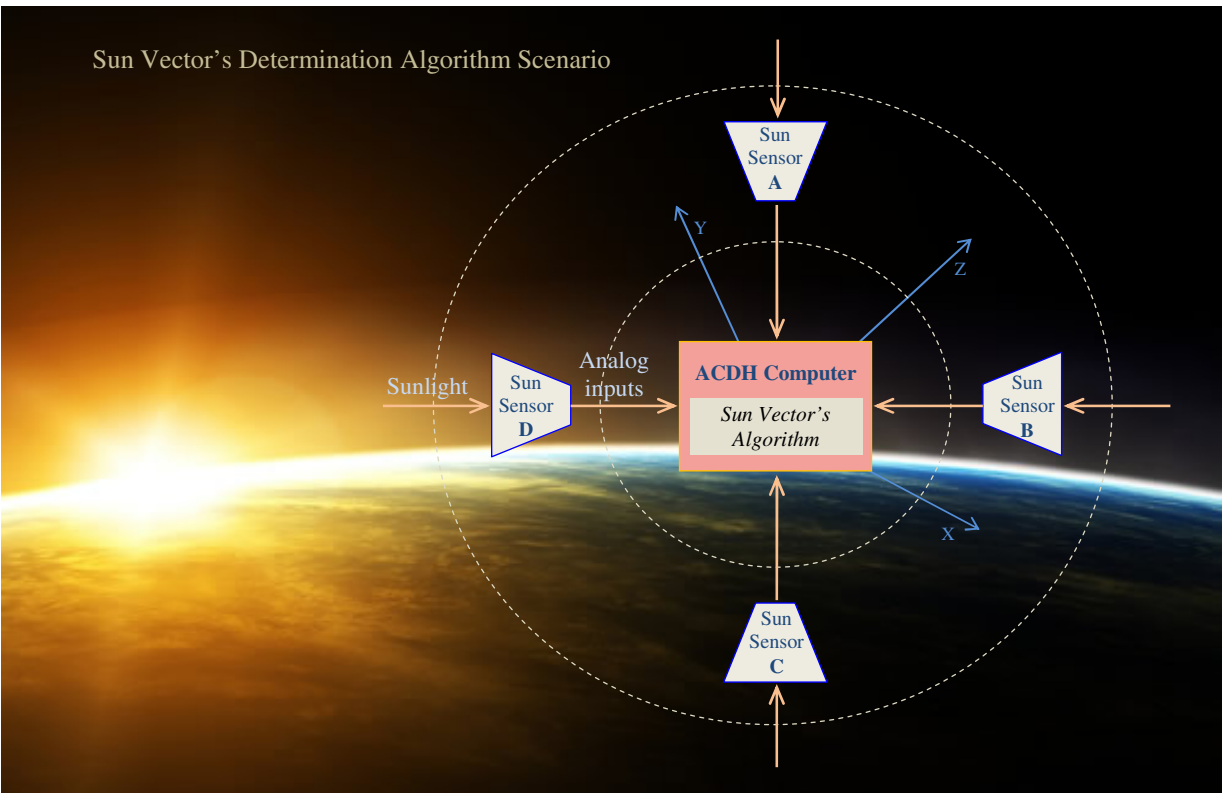 Sun Vector's Determination Algorithm Scenario
Sun
Sensor
A
Y
Z
Sunlight
Sun
Sensor
D
Analog
inputs
ACDH Computer
Sun Vector's
Algorithm
Sun
Sensor
B
X
Sun
Sensor
C